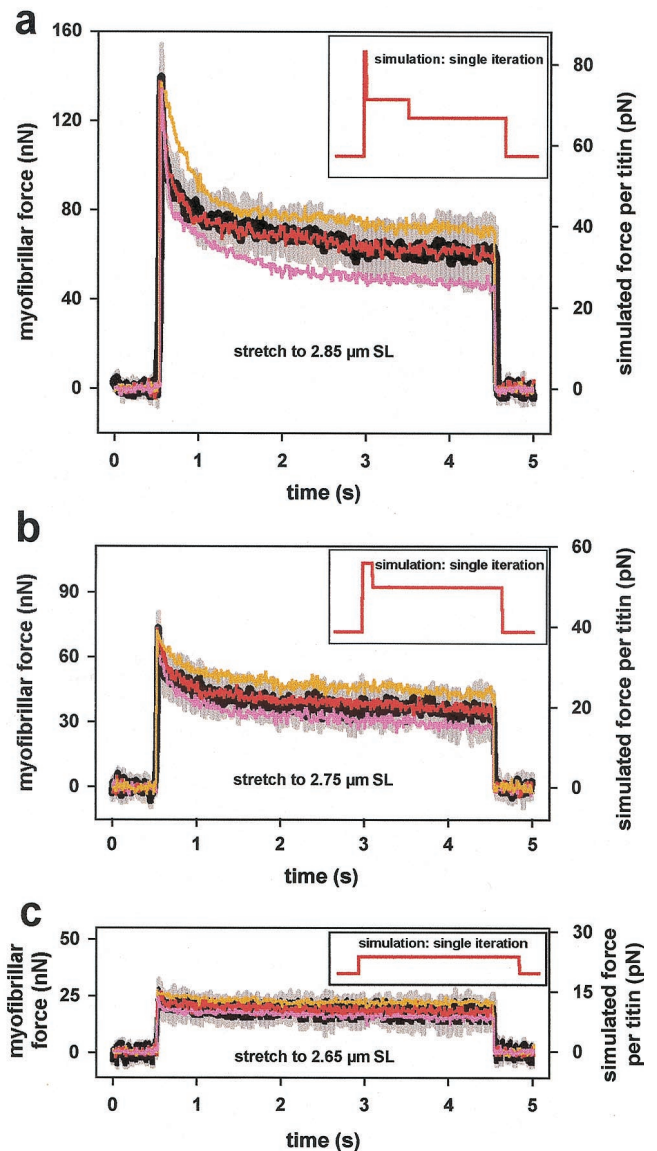 a
160
120
80
40
0
myofibrillar force (nN)
simulation: single iteration
80
60
40
20
0
simulated force per titin (pN)
stretch to 2.85 µm SL
0 1 2 3 4 5
time (s)
b
90
60
30
0
myofibrillar force (nN)
simulation: single iteration
60
40
20
0
simulated force per titin (pN)
stretch to 2.75 µm SL
0 1 2 3 4 5
time (s)
c
50
25
0
myofibrillar
force (nN)
simulation: single iteration
30
15
0
simulated force
per titin (pN)
stretch to 2.65 µm SL
0 1 2 3 4 5
time (s)